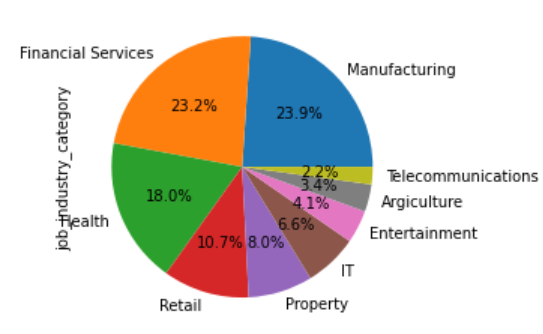 Financial Services
Manufacturing
23.2%
23.9%
job_industry_category
Health
18.0%
2.2%
Telecommunications
3.4%
Argiculture
4.1%
Entertainment
6.6%
IT
10.7%
8.0%
Retail
Property